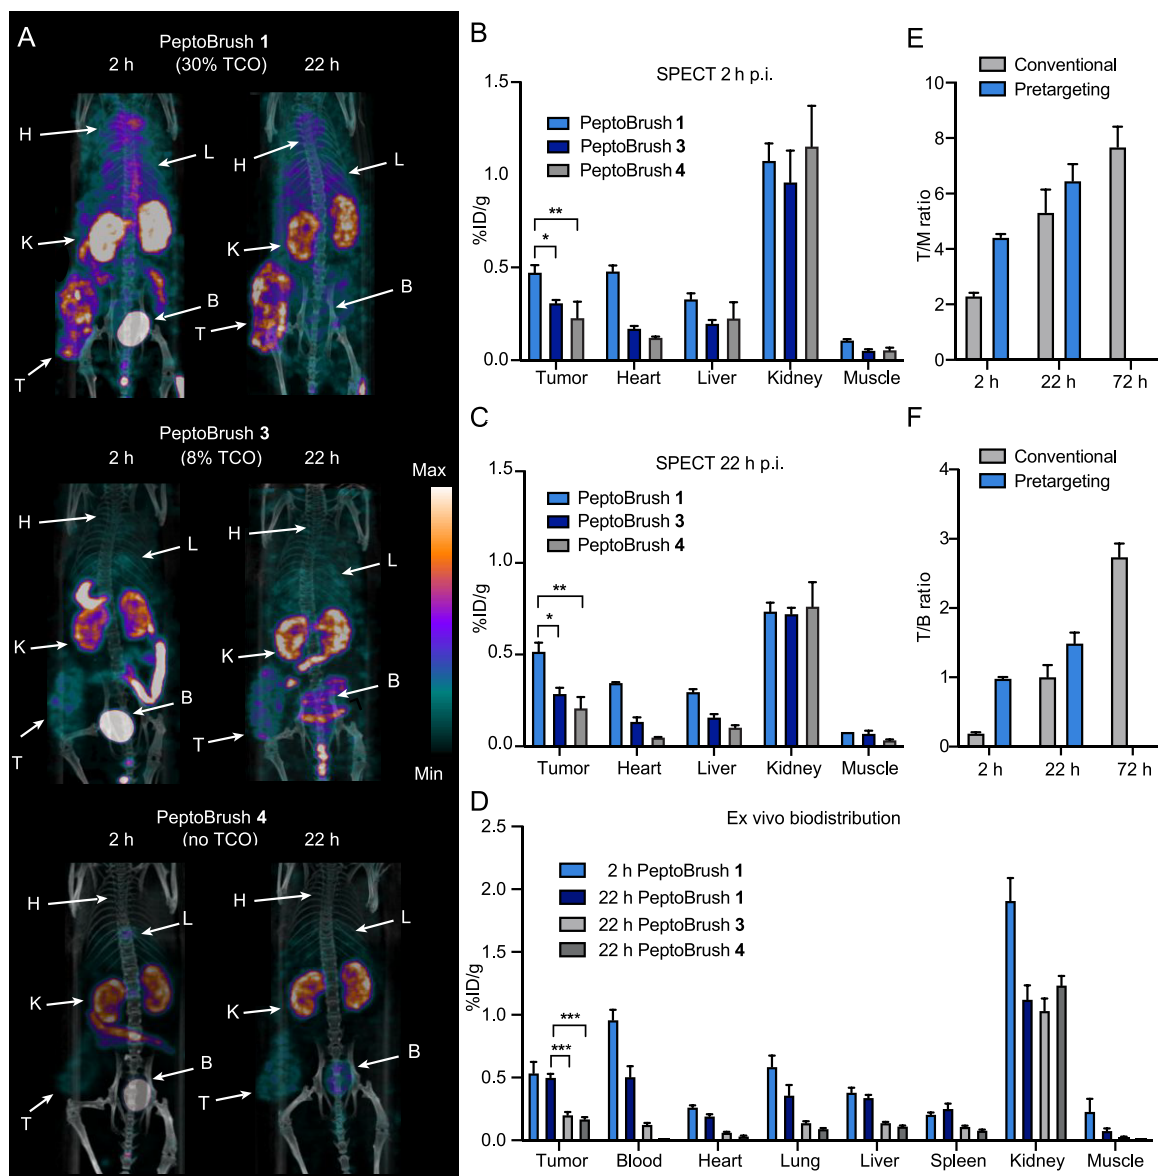 A
PeptoBrush 1
2 h (30% TCO) 22 h
H
L
K
B
T
H
L
K
B
T
PeptoBrush 3
2 h (8% TCO) 22 h
Max
Min
H
L
K
B
T
H
L
K
B
T
PeptoBrush 4
2 h (no TCO) 22 h
H
L
K
B
T
H
L
K
B
T
B
SPECT 2 h p.i.
PeptoBrush 1
PeptoBrush 3
PeptoBrush 4
%ID/g
1.5
1.0
0.5
0.0
**
*
Tumor Heart Liver Kidney Muscle
C
SPECT 22 h p.i.
PeptoBrush 1
PeptoBrush 3
PeptoBrush 4
%ID/g
1.5
1.0
0.5
0.0
**
*
Tumor Heart Liver Kidney Muscle
D
Ex vivo biodistribution
2 h PeptoBrush 1
22 h PeptoBrush 1
22 h PeptoBrush 3
22 h PeptoBrush 4
%ID/g
2.5
2.0
1.5
1.0
0.5
0.0
***
***
Tumor Blood Heart Lung Liver Spleen Kidney Muscle
E
Conventional
Pretargeting
T/M ratio
10
8
6
4
2
0
2 h 22 h 72 h
F
Conventional
Pretargeting
T/B ratio
4
3
2
1
0
2 h 22 h 72 h